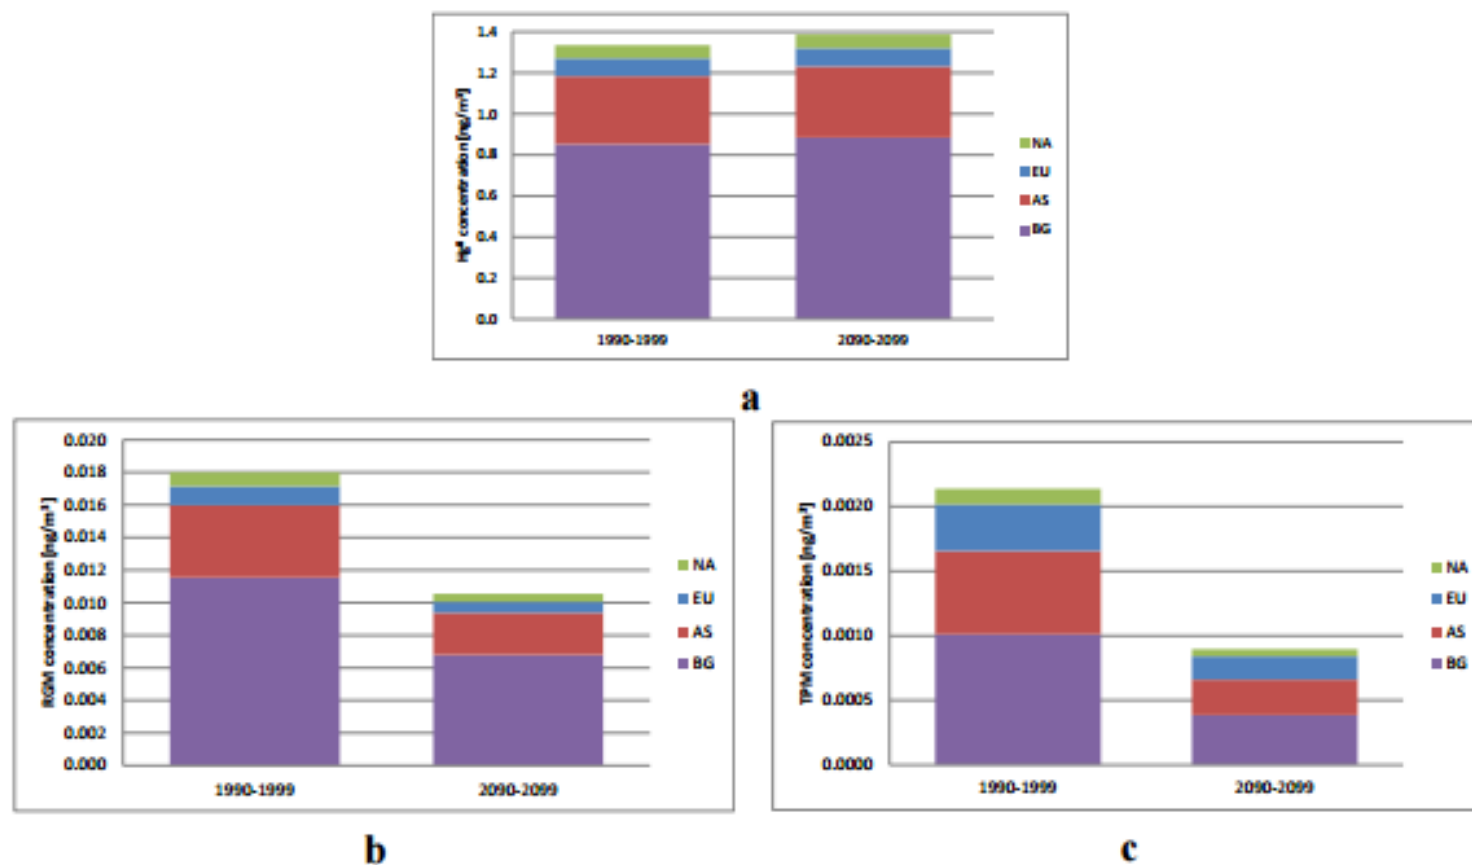 Hg⁰ concentration [ng/m³]
1.4
1.2
1.0
0.8
0.6
0.4
0.2
0.0
1990-1999
2090-2099
NA
EU
AS
BG
a
RGM concentration [ng/m³]
0.020
0.018
0.016
0.014
0.012
0.010
0.008
0.006
0.004
0.002
0.000
1990-1999
2090-2099
NA
EU
AS
BG
b
TPM concentration [ng/m³]
0.0025
0.0020
0.0015
0.0010
0.0005
0.0000
1990-1999
2090-2099
NA
EU
AS
BG
c